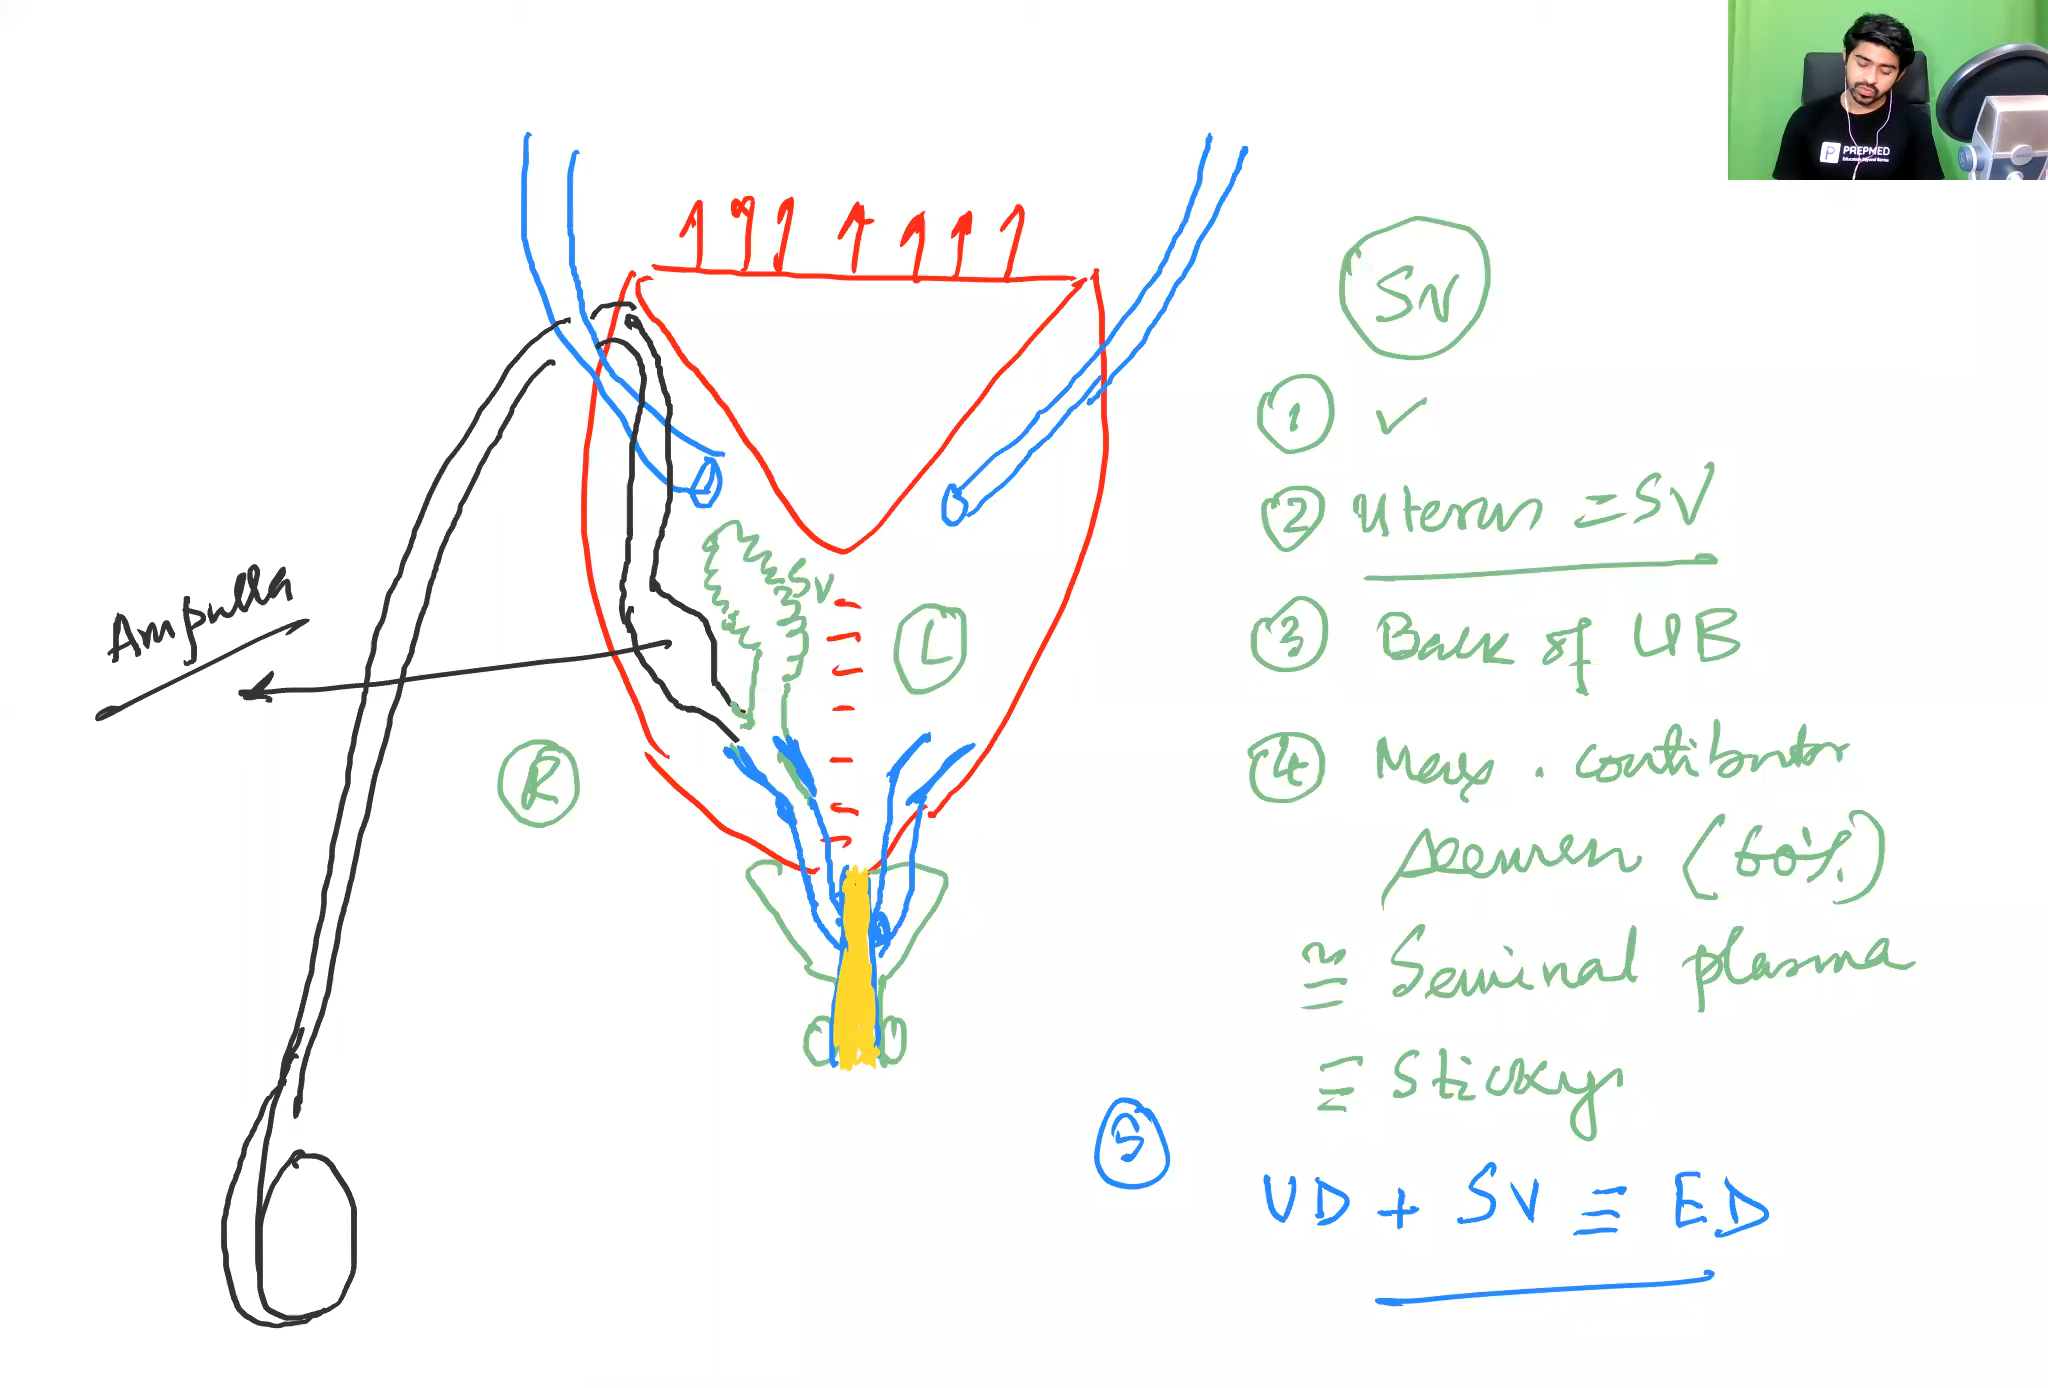 PREPMED
SV
1 ✓
2 Uterus = SV
3 Back of UB
4 Max. contibutor
semen (60%)
≅ Seminal plasma
≡ Sticky
5
VD + SV ≡ ED
Ampulla
SV
L
R